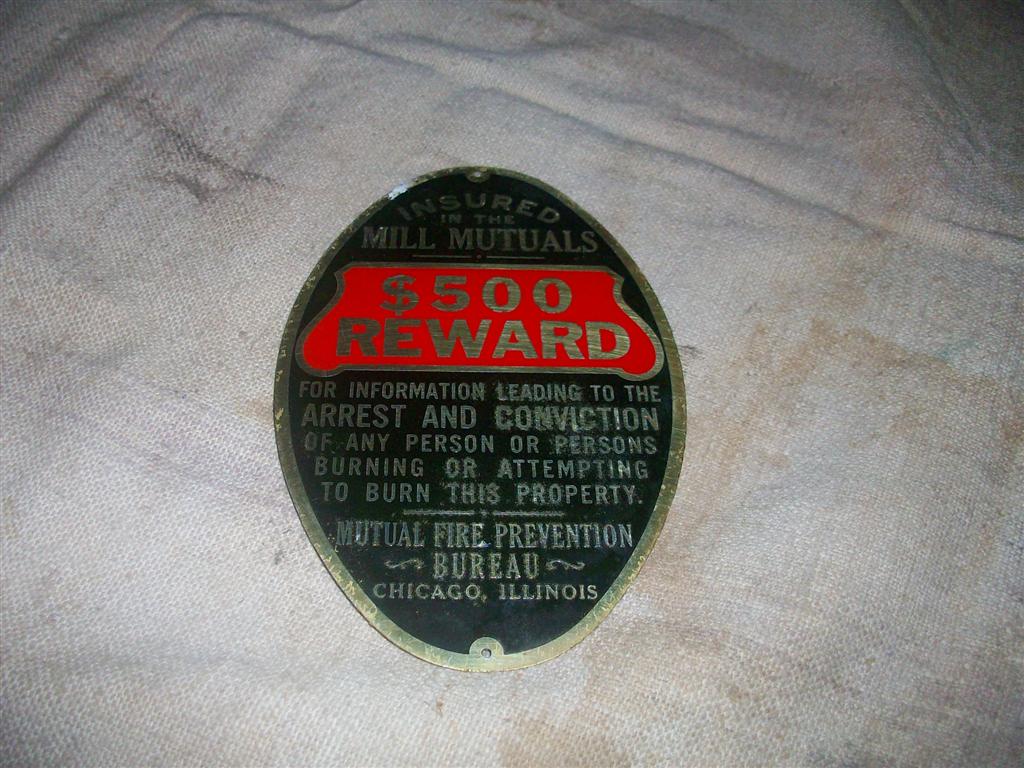 INSURED
IN THE
MILL MUTUALS
$500
REWARD
FOR INFORMATION LEADING TO THE
ARREST AND CONVICTION
OF ANY PERSON OR PERSONS
BURNING OR ATTEMPTING
TO BURN THIS PROPERTY.
MUTUAL FIRE PREVENTION
BUREAU
CHICAGO, ILLINOIS